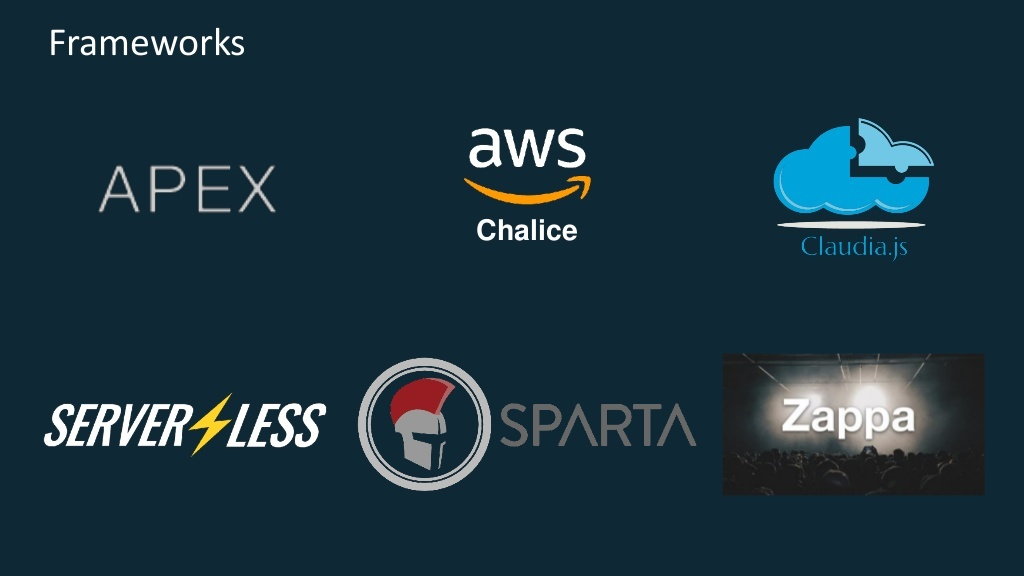 Frameworks
APEX
aws
Chalice
Claudia.js
SERVERLESS
SPARTA
Zappa